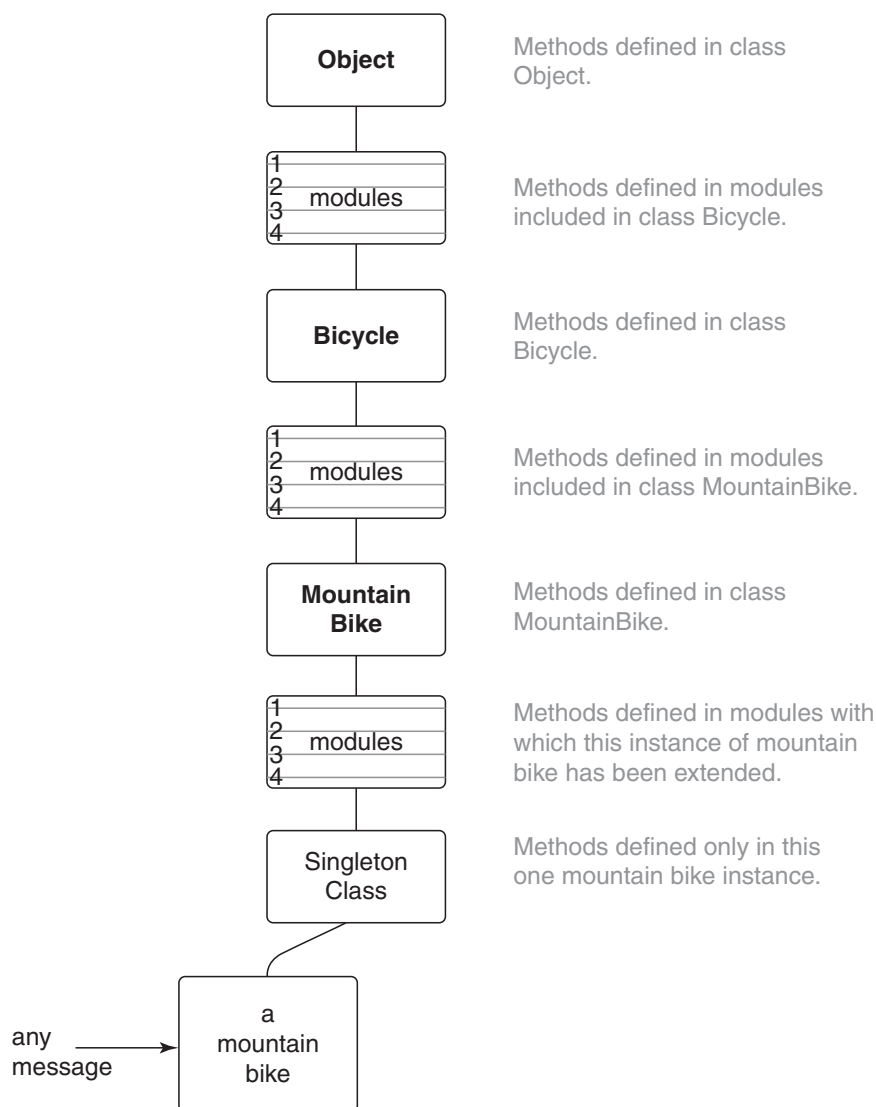 Object
Methods defined in class
Object.
1
2
modules
3
4
Methods defined in modules
included in class Bicycle.
Bicycle
Methods defined in class
Bicycle.
1
2
modules
3
4
Methods defined in modules
included in class MountainBike.
Mountain
Bike
Methods defined in class
MountainBike.
1
2
modules
3
4
Methods defined in modules with
which this instance of mountain
bike has been extended.
Singleton
Class
Methods defined only in this
one mountain bike instance.
any
message
a
mountain
bike